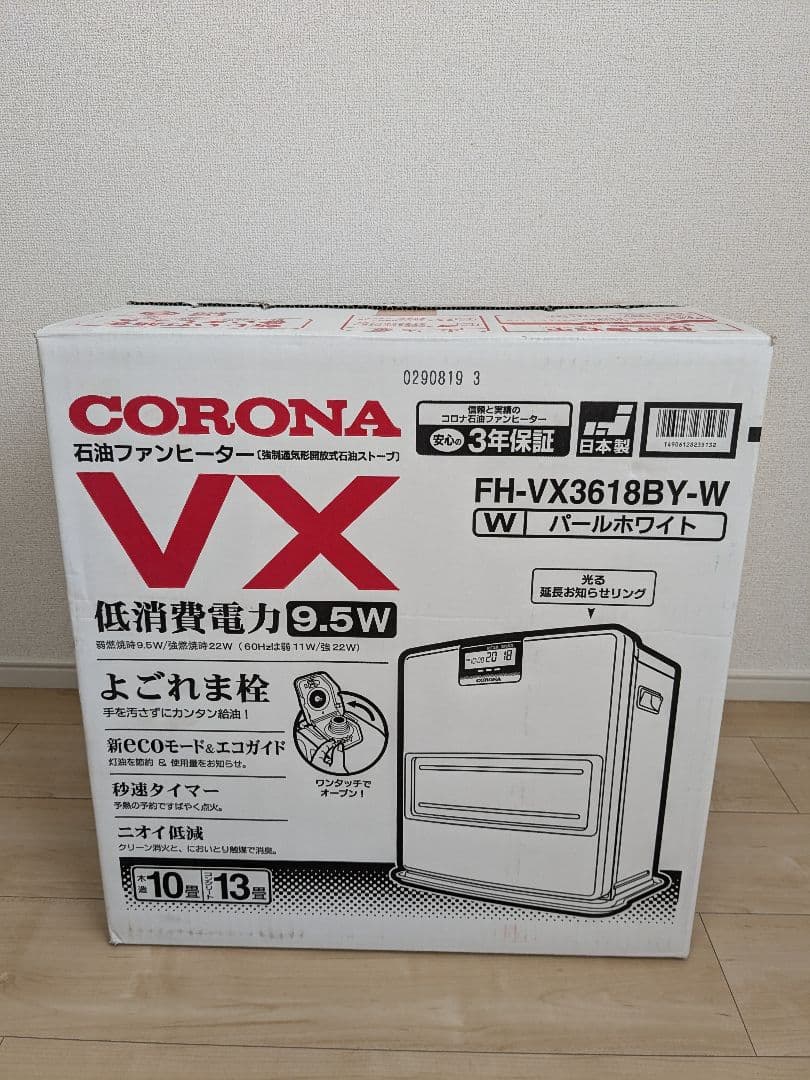 0290819 3
CORONA
石油ファンヒーター〔強制通気形開放式石油ストーブ〕
信頼と実績の
コロナ石油ファンヒーター
安心の 3年保証
日本製
VX
FH-VX3618BY-W
W パールホワイト
低消費電力 9.5W
弱燃焼時9.5W/強燃焼時22W(60Hzは弱11W/強22W)
光る
延長お知らせリング
よごれま栓
手を汚さずにカンタン給油!
ワンタッチで
オープン!
新ecoモード&エコガイド
灯油を節約 & 使用量をお知らせ。
秒速タイマー
予熱の予約ですばやく点火。
ニオイ低減
クリーン消火と、においとり触媒で消臭。
木造 10畳 コンクリート 13畳
20 18
CORONA